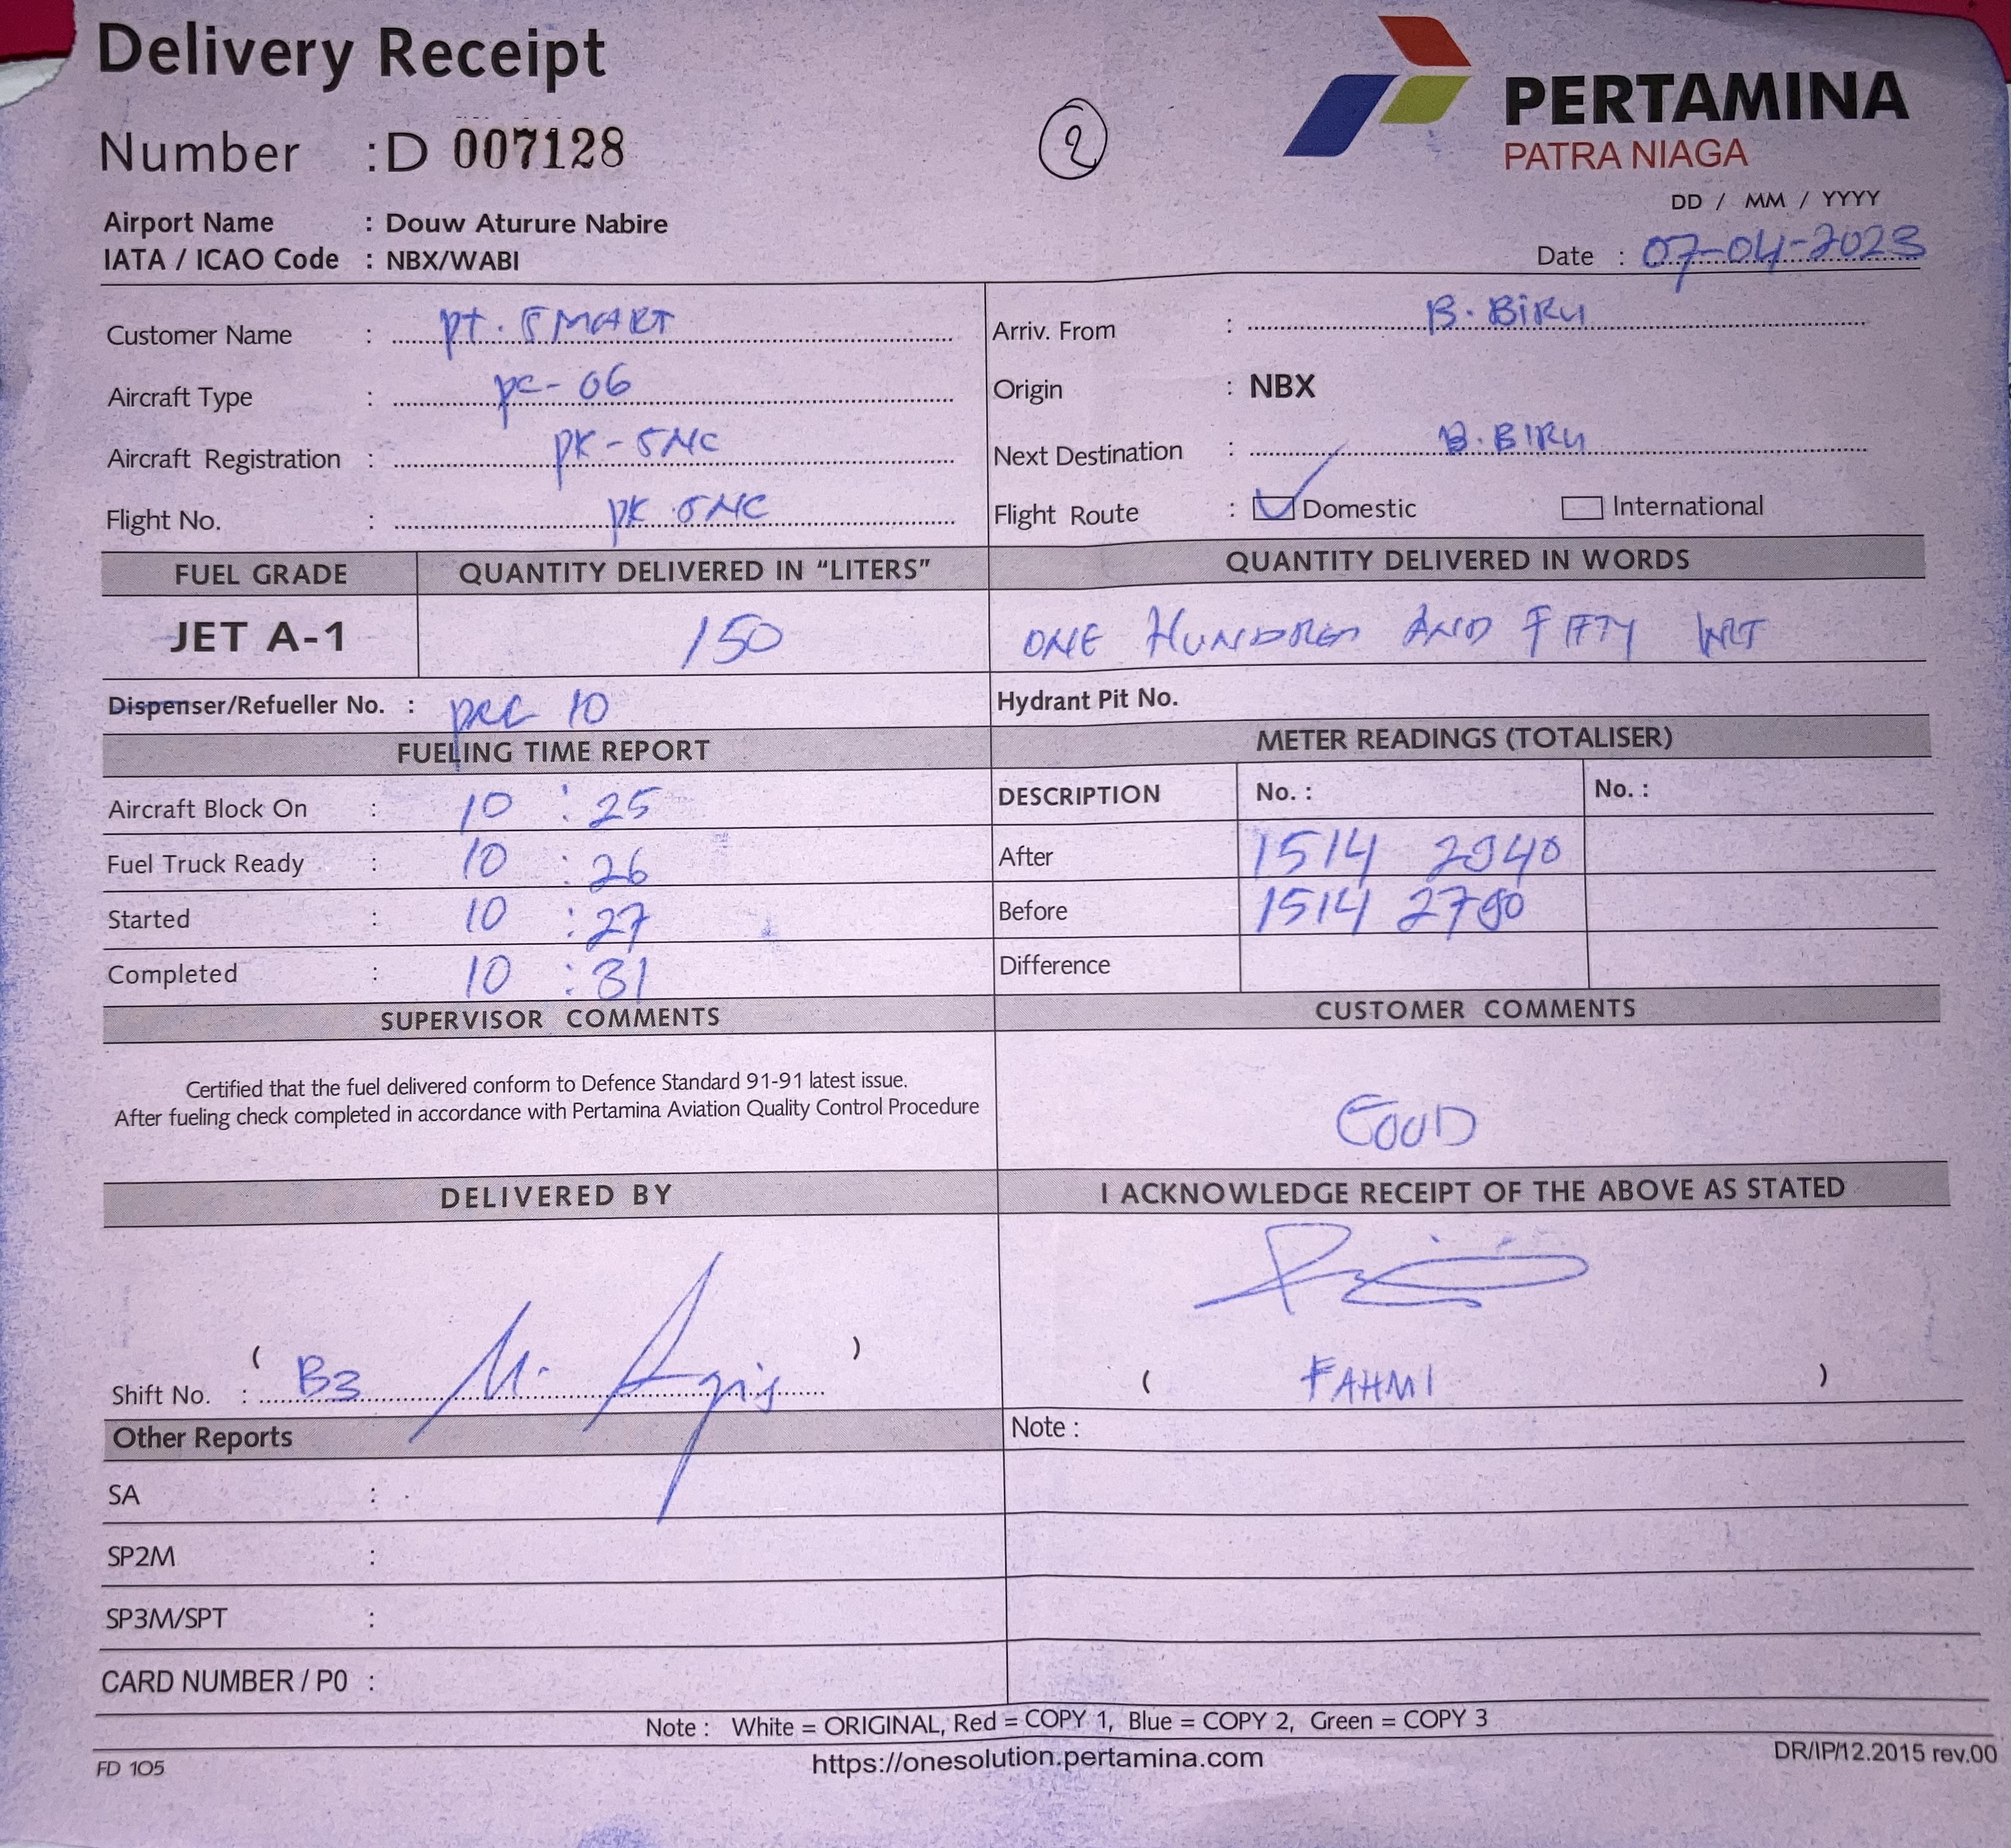 Delivery Receipt
PERTAMINA
PATRA NIAGA
Number : D 007128
2
DD / MM / YYYY
Airport Name : Douw Aturure Nabire
IATA / ICAO Code : NBX/WABI
Date : 07-04-2023
Customer Name : PT. SMART
Arriv. From : B. BIRU
Aircraft Type : pc-06
Origin : NBX
Aircraft Registration : PK-SNC
Next Destination : B. BIRU
Flight No. : PK SNC
Flight Route : Domestic International
FUEL GRADE QUANTITY DELIVERED IN “LITERS” QUANTITY DELIVERED IN WORDS
JET A-1 150 ONE HUNDRED AND FIFTY
Dispenser/Refueller No. : 10 Hydrant Pit No.
FUELING TIME REPORT METER READINGS (TOTALISER)
Aircraft Block On : 10 : 25 DESCRIPTION No. : No. :
Fuel Truck Ready : 10 : 26 After 1514 2940
Started : 10 : 27 Before 1514 2790
Completed : 10 : 31 Difference
SUPERVISOR COMMENTS CUSTOMER COMMENTS
Certified that the fuel delivered conform to Defence Standard 91-91 latest issue.
After fueling check completed in accordance with Pertamina Aviation Quality Control Procedure
GOOD
DELIVERED BY I ACKNOWLEDGE RECEIPT OF THE ABOVE AS STATED
( )
Shift No. : B3
( FAHMI )
Other Reports Note :
SA :
SP2M :
SP3M/SPT :
CARD NUMBER / P0 :
Note : White = ORIGINAL, Red = COPY 1, Blue = COPY 2, Green = COPY 3
https://onesolution.pertamina.com
FD 105 DR/IP/12.2015 rev.00